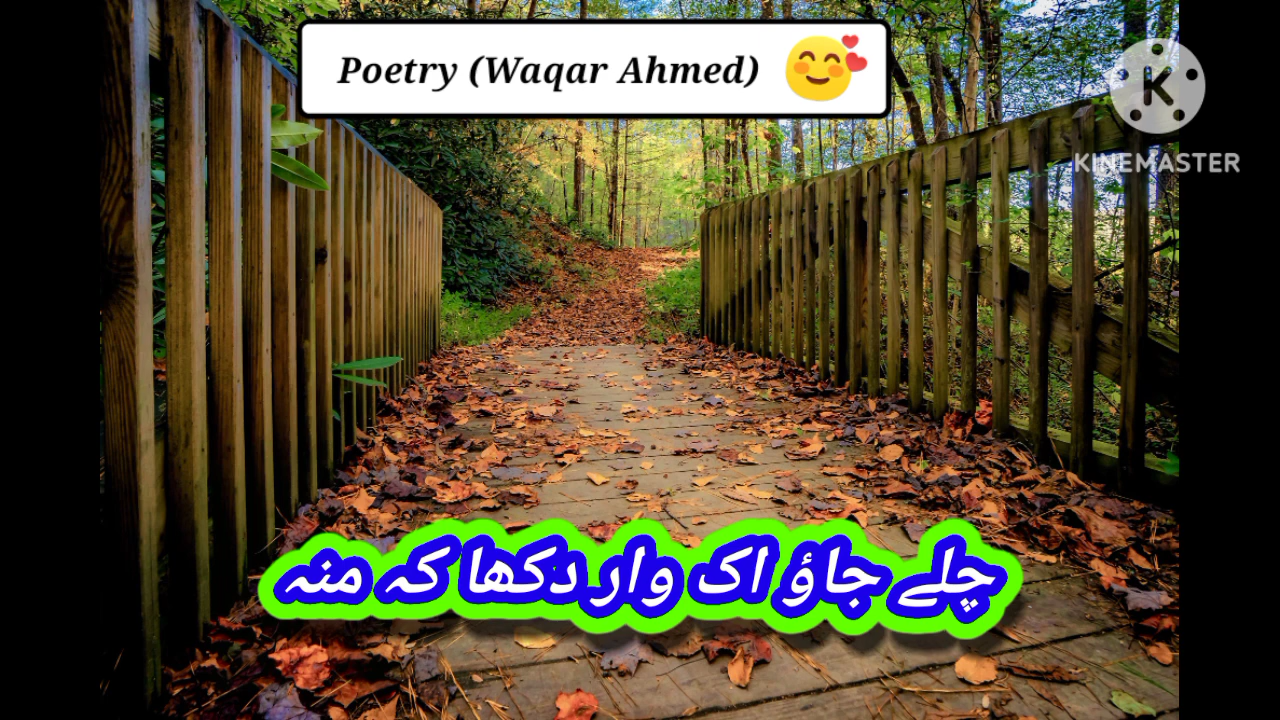 Poetry (Waqar Ahmed) 🥰
K
KINEMASTER
چلے جاؤ اک وار دکھا کہ منہ